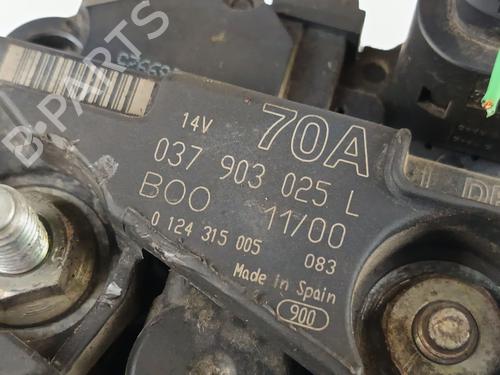 B-PARTS
14V 70A
037 903 025 L
BOO 11/00
0 124 315 005 083
Made in Spain
900